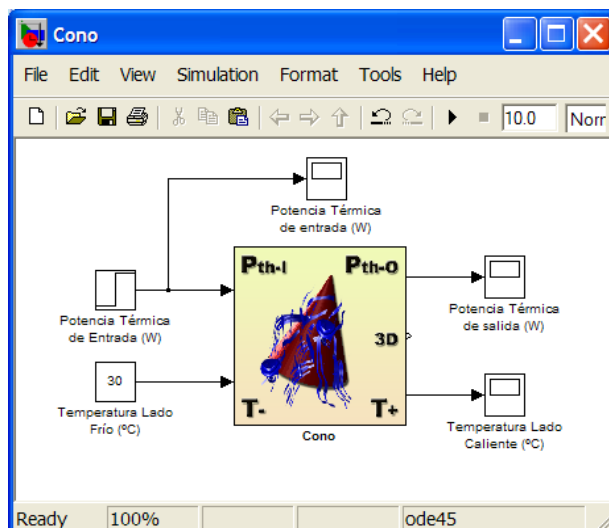 Cono
File Edit View Simulation Format Tools Help
10.0 Norr
Potencia Térmica
de entrada (W)
Pth-I Pth-O
Potencia Térmica
de Entrada (W)
Potencia Térmica
de salida (W)
3D
30
Temperatura Lado
Frío (ºC)
T- T+
Cono
Temperatura Lado
Caliente (ºC)
Ready 100% ode45